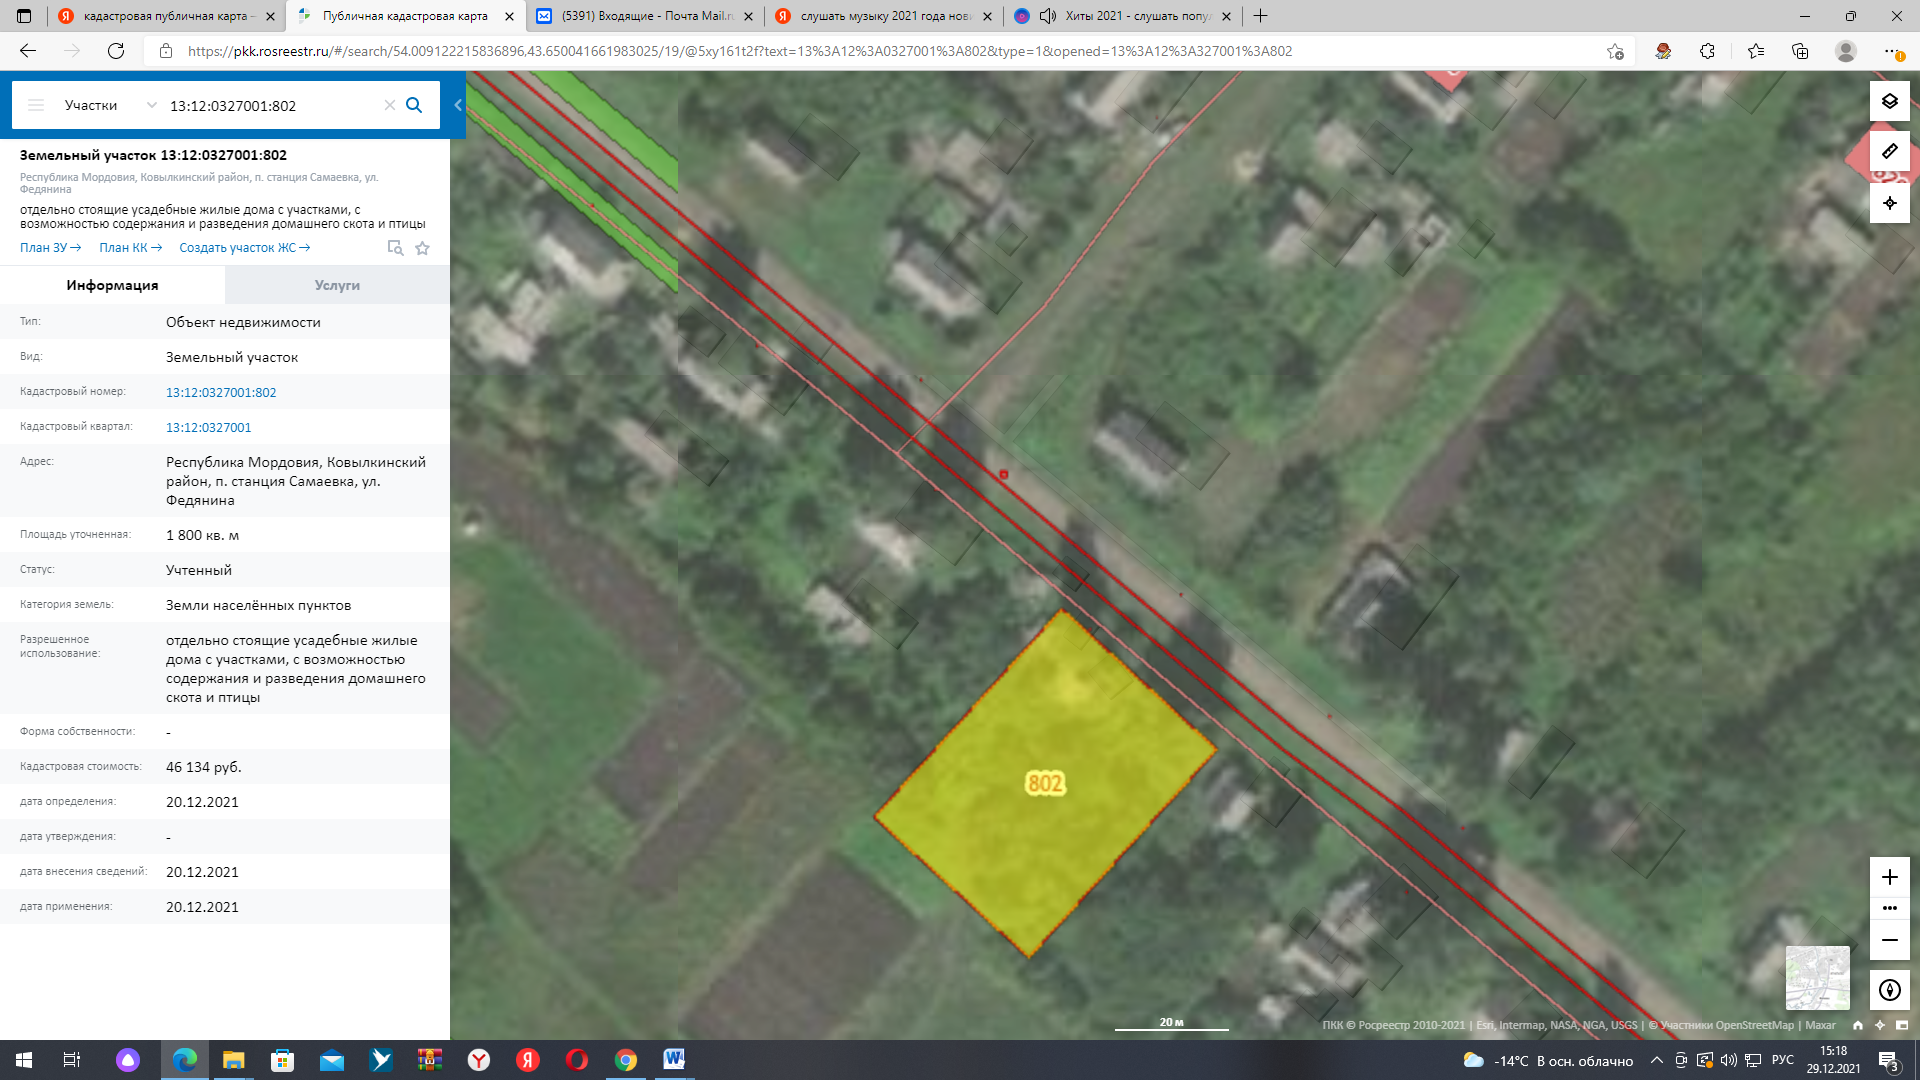 кадастровая публичная карта –
Публичная кадастровая карта
(5391) Входящие - Почта Mail.ru
слушать музыку 2021 года нов
Хиты 2021 - слушать попу
https://pkk.rosreestr.ru/#/search/54.009122215836896,43.650041661983025/19/@5xy161t2f?text=13%3A12%3A0327001%3A802&type=1&opened=13%3A12%3A327001%3A802
Участки
13:12:0327001:802
Земельный участок 13:12:0327001:802
Республика Мордовия, Ковылкинский район, п. станция Самаевка, ул.
Федянина
отдельно стоящие усадебные жилые дома с участками, с
возможностью содержания и разведения домашнего скота и птицы
План ЗУ → План КК → Создать участок ЖС →
Информация
Услуги
Тип: Объект недвижимости
Вид: Земельный участок
Кадастровый номер: 13:12:0327001:802
Кадастровый квартал: 13:12:0327001
Адрес: Республика Мордовия, Ковылкинский
район, п. станция Самаевка, ул.
Федянина
Площадь уточненная: 1 800 кв. м
Статус: Учтенный
Категория земель: Земли населённых пунктов
Разрешенное
использование:
отдельно стоящие усадебные жилые
дома с участками, с возможностью
содержания и разведения домашнего
скота и птицы
Форма собственности: -
Кадастровая стоимость: 46 134 руб.
дата определения: 20.12.2021
дата утверждения: -
дата внесения сведений: 20.12.2021
дата применения: 20.12.2021
802
20 м
ПКК © Росреестр 2010-2021 | Esri, Intermap, NASA, NGA, USGS | © Участники OpenStreetMap | Maxar
-14°C В осн. облачно
РУС
15:18
29.12.2021
3